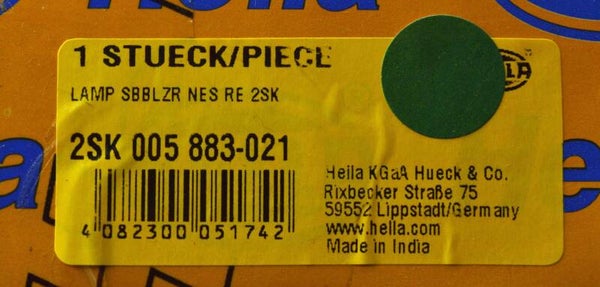 Hella
1 STUECK/PIECE
LAMP SBBLZR NES RE 2SK
2SK 005 883-021
4 082300 051742
Hella KGaA Hueck & Co.
Rixbecker Straße 75
59552 Lippstadt/Germany
www.hella.com
Made in India